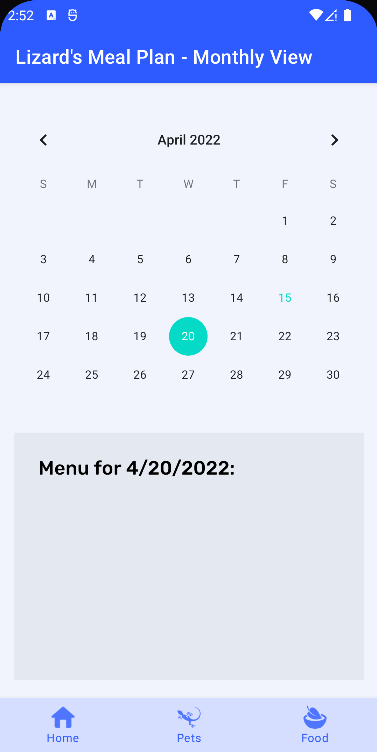 2:52
Lizard's Meal Plan - Monthly View
April 2022
S M T W T F S
1 2
3 4 5 6 7 8 9
10 11 12 13 14 15 16
17 18 19 20 21 22 23
24 25 26 27 28 29 30
Menu for 4/20/2022:
Home Pets Food